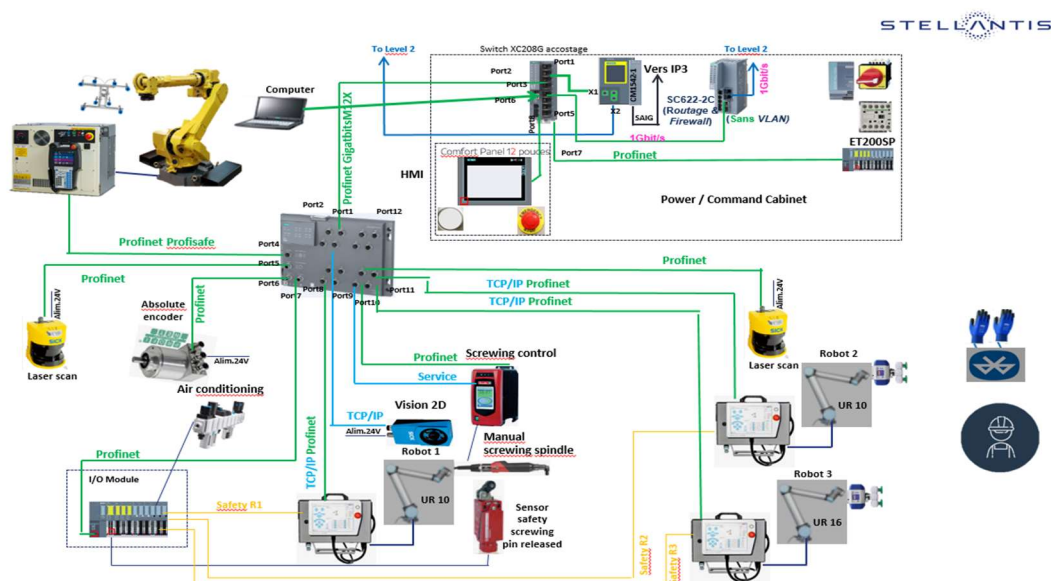 STELLANTIS
To Level 2
Switch XC208G accostage
To Level 2
Port1
Port2
Port3
Port6
Port5
Port8
Port7
Computer
X1
X2
CM1542-1
Vers IP3
SAIG
SC622-2C
(Routage &
Firewall)
(Sans VLAN)
1Gbit/s
1Gbit/s
ET200SP
Profinet
Comfort Panel 12 pouces
HMI
Power / Command Cabinet
Profinet GigatbitsM12X
Port2
Port1
Port12
Port4
Port5
Port6
Port7
Port8
Port9
Port10
Port11
Profinet Profisafe
Profinet
Profinet
TCP/IP Profinet
TCP/IP Profinet
Alim.24V
Laser scan
Absolute
encoder
Profinet
Alim.24V
Air conditioning
Alim.24V
Laser scan
Profinet
Screwing control
Service
TCP/IP
Vision 2D
Alim.24V
Robot 1
UR 10
Manual
screwing spindle
Sensor
safety
screwing
pin released
TCP/IP Profinet
Robot 2
UR 10
Robot 3
UR 16
Profinet
I/O Module
Safety R1
Safety R2
Safety R3